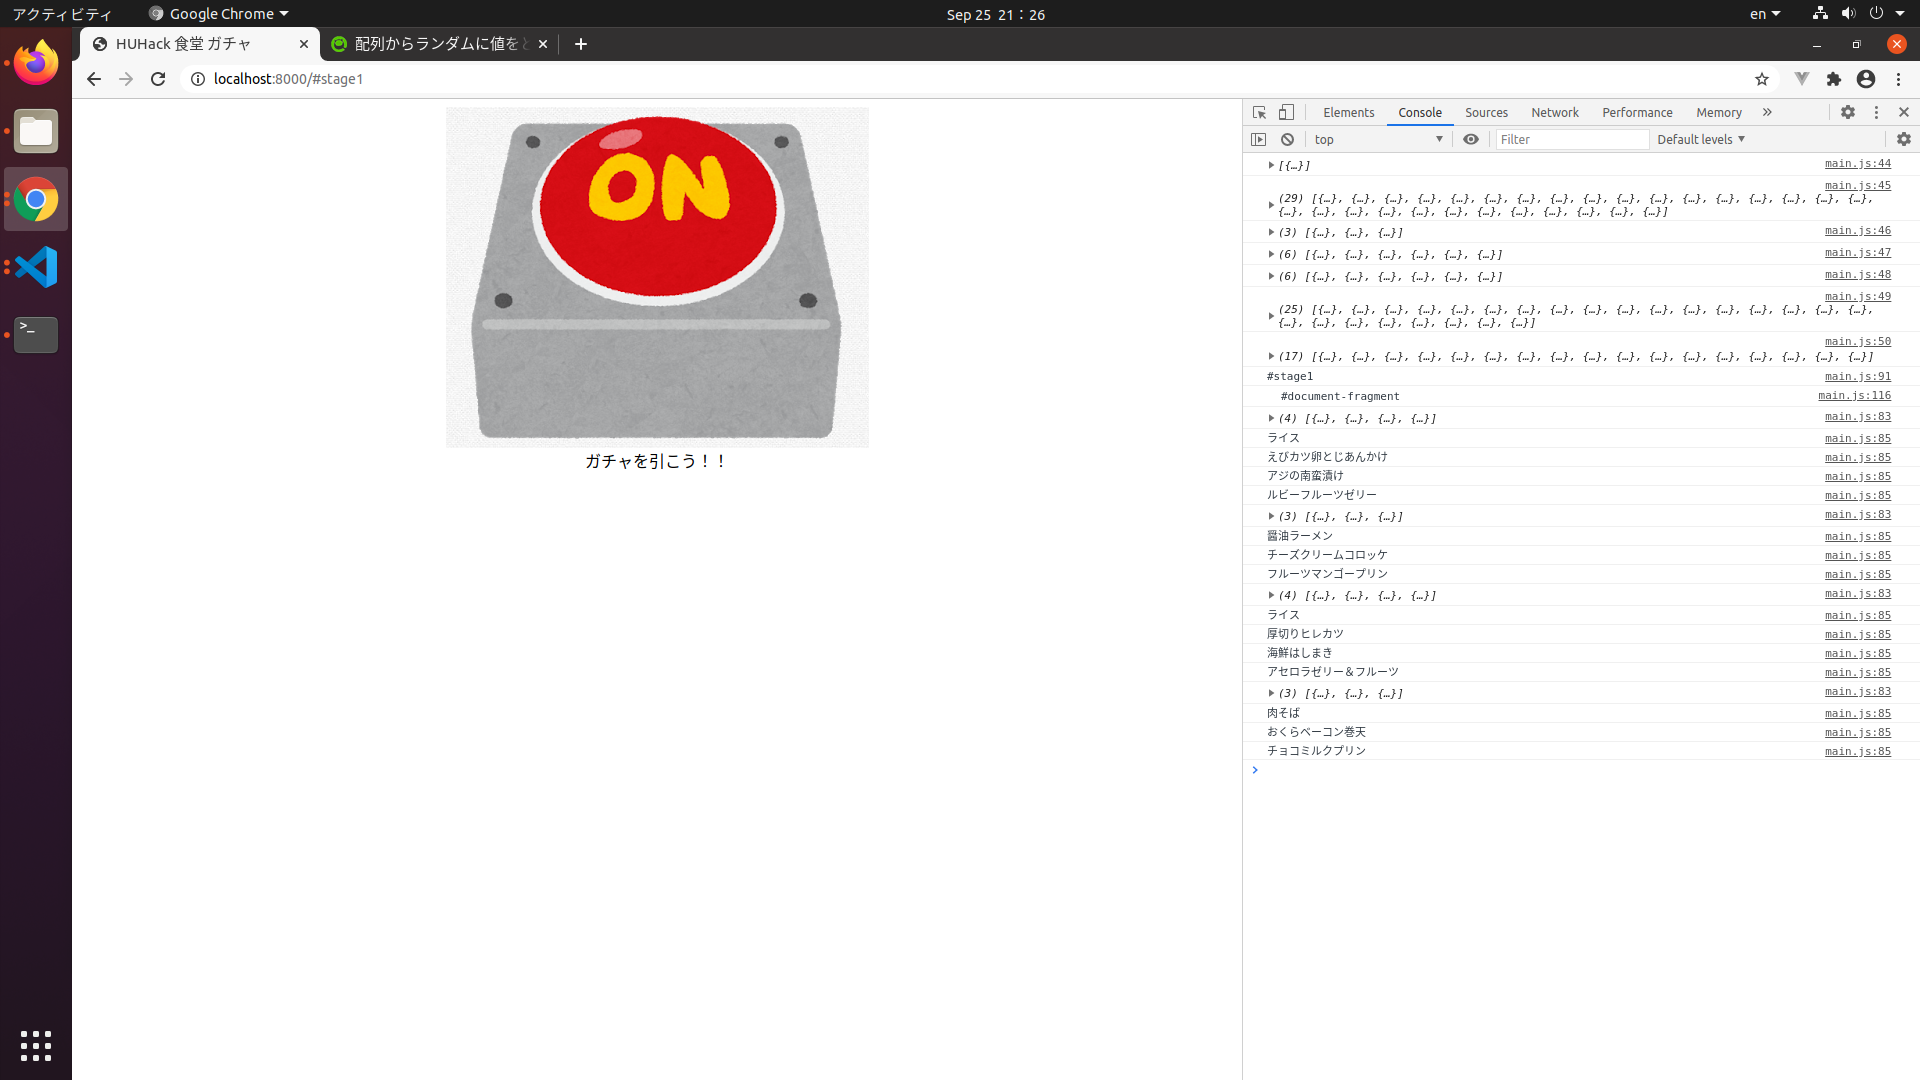 アクティビティ
Google Chrome
Sep 25 21：26
en
HUHack 食堂 ガチャ
配列からランダムに値をと
localhost:8000/#stage1
ON
ガチャを引こう！！
Elements Console Sources Network Performance Memory
top
Filter
Default levels
[{…}] main.js:44
main.js:45
(29) [{…}, {…}, {…}, {…}, {…}, {…}, {…}, {…}, {…}, {…}, {…}, {…}, {…}, {…}, {…}, {…}, {…},
{…}, {…}, {…}, {…}, {…}, {…}, {…}, {…}, {…}, {…}, {…}, {…}]
(3) [{…}, {…}, {…}] main.js:46
(6) [{…}, {…}, {…}, {…}, {…}, {…}] main.js:47
(6) [{…}, {…}, {…}, {…}, {…}, {…}] main.js:48
main.js:49
(25) [{…}, {…}, {…}, {…}, {…}, {…}, {…}, {…}, {…}, {…}, {…}, {…}, {…}, {…}, {…}, {…}, {…},
{…}, {…}, {…}, {…}, {…}, {…}, {…}, {…}]
main.js:50
(17) [{…}, {…}, {…}, {…}, {…}, {…}, {…}, {…}, {…}, {…}, {…}, {…}, {…}, {…}, {…}, {…}, {…}]
#stage1 main.js:91
#document-fragment main.js:116
(4) [{…}, {…}, {…}, {…}] main.js:83
ライス main.js:85
えびカツ卵とじあんかけ main.js:85
アジの南蛮漬け main.js:85
ルビーフルーツゼリー main.js:85
(3) [{…}, {…}, {…}] main.js:83
醤油ラーメン main.js:85
チーズクリームコロッケ main.js:85
フルーツマンゴープリン main.js:85
(4) [{…}, {…}, {…}, {…}] main.js:83
ライス main.js:85
厚切りヒレカツ main.js:85
海鮮はしまき main.js:85
アセロラゼリー＆フルーツ main.js:85
(3) [{…}, {…}, {…}] main.js:83
肉そば main.js:85
おくらベーコン巻天 main.js:85
チョコミルクプリン main.js:85